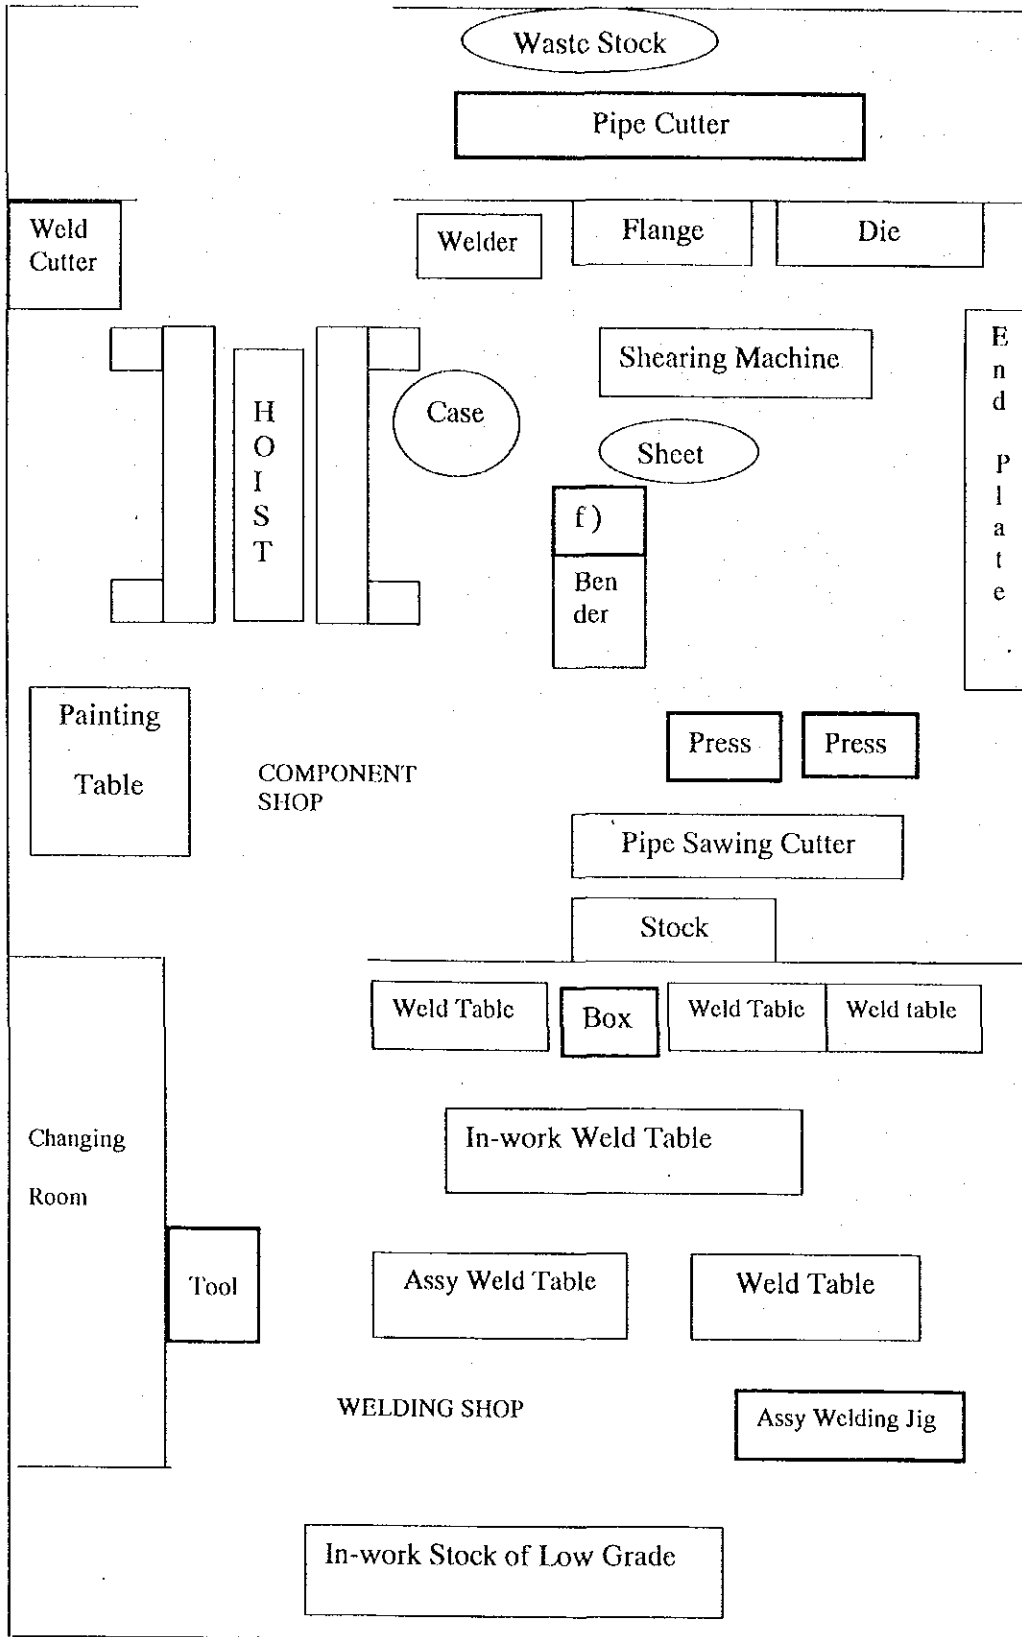 Waste Stock
Pipe Cutter
Weld
Cutter
Welder
Flange
Die
Shearing Machine
E
n
d
P
l
a
t
e
H
O
I
S
T
Case
Sheet
f )
Ben
der
Painting
Table
COMPONENT
SHOP
Press
Press
Pipe Sawing Cutter
Stock
Weld Table
Box
Weld Table
Weld table
Changing
Room
In-work Weld Table
Tool
Assy Weld Table
Weld Table
WELDING SHOP
Assy Welding Jig
In-work Stock of Low Grade